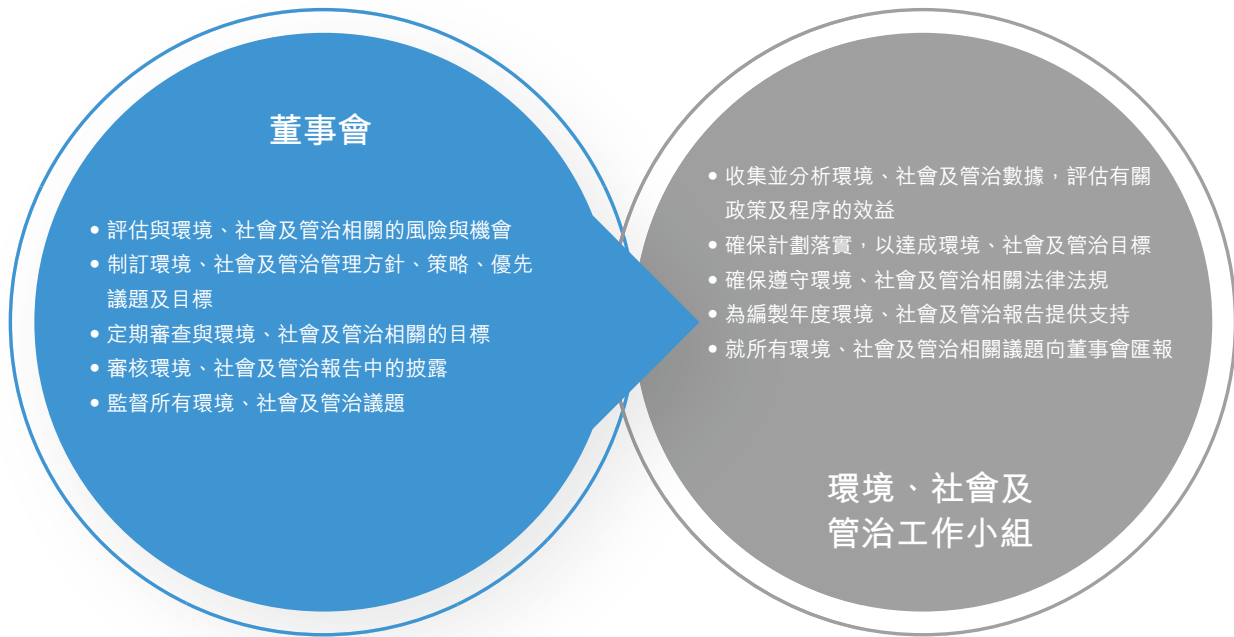 董事會
• 評估與環境、社會及管治相關的風險與機會
• 制訂環境、社會及管治管理方針、策略、優先
議題及目標
• 定期審查與環境、社會及管治相關的目標
• 審核環境、社會及管治報告中的披露
• 監督所有環境、社會及管治議題
• 收集並分析環境、社會及管治數據，評估有關
政策及程序的效益
• 確保計劃落實，以達成環境、社會及管治目標
• 確保遵守環境、社會及管治相關法律法規
• 為編製年度環境、社會及管治報告提供支持
• 就所有環境、社會及管治相關議題向董事會匯報
環境、社會及
管治工作小組